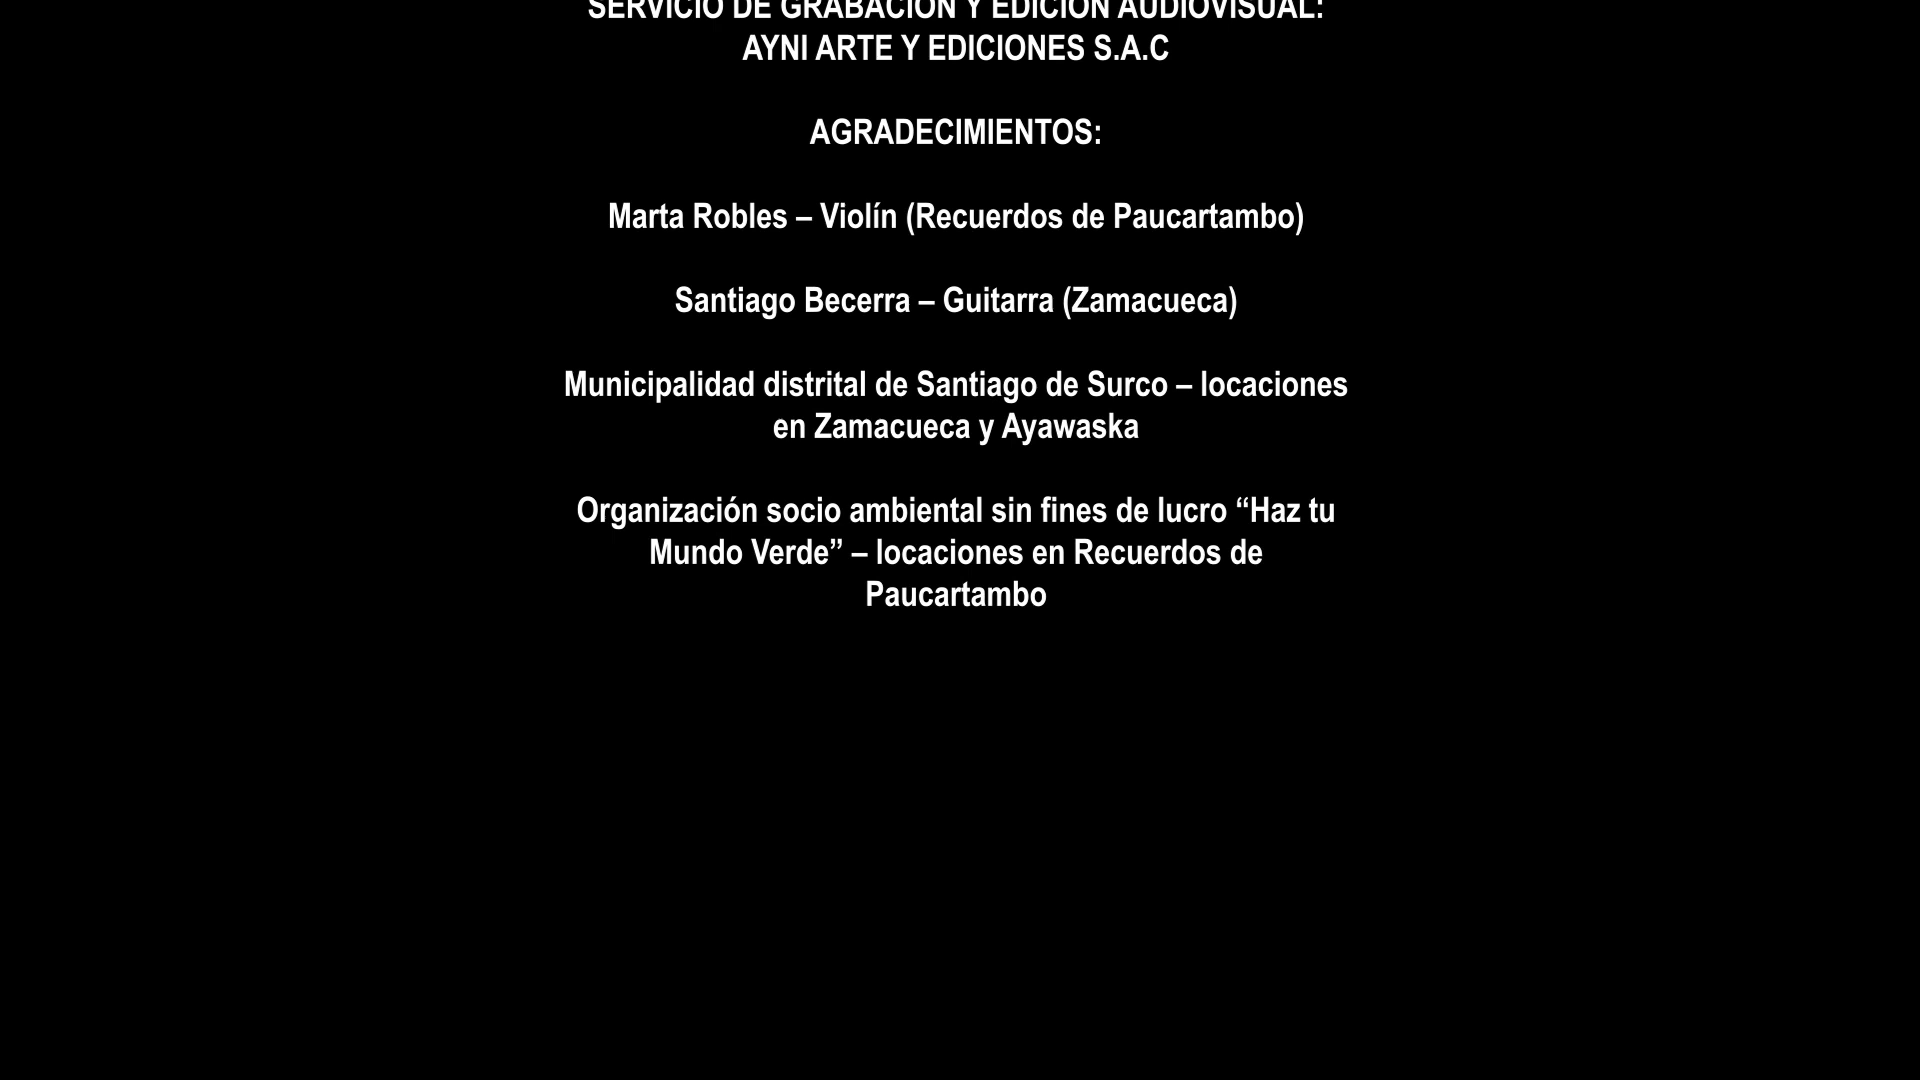 SERVICIO DE GRABACIÓN Y EDICIÓN AUDIOVISUAL:
AYNI ARTE Y EDICIONES S.A.C
AGRADECIMIENTOS:
Marta Robles – Violín (Recuerdos de Paucartambo)
Santiago Becerra – Guitarra (Zamacueca)
Municipalidad distrital de Santiago de Surco – locaciones
en Zamacueca y Ayawaska
Organización socio ambiental sin fines de lucro “Haz tu
Mundo Verde” – locaciones en Recuerdos de
Paucartambo